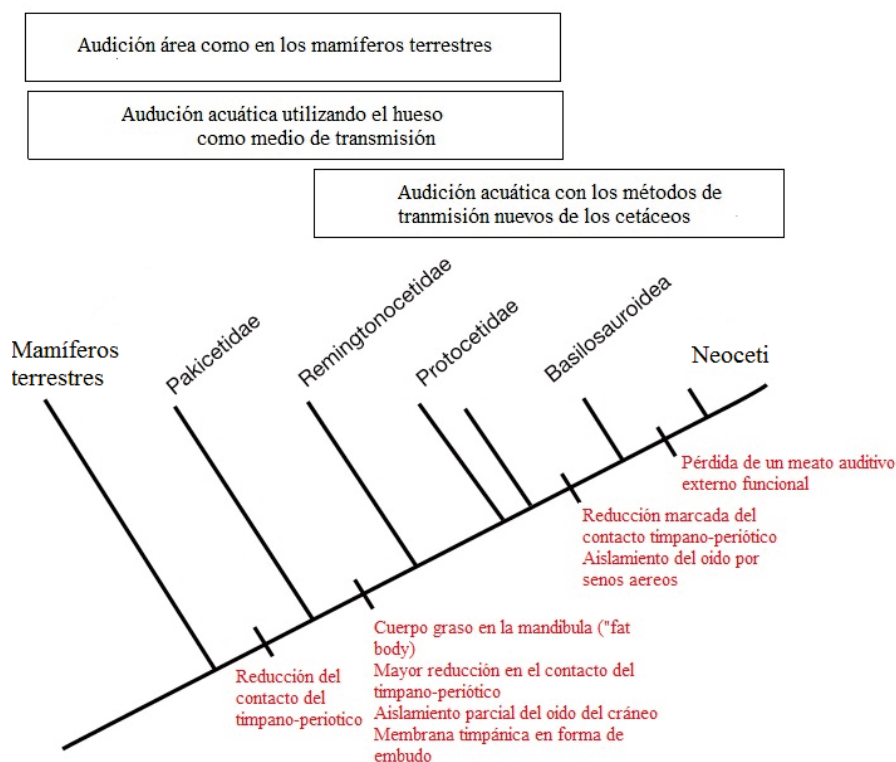 Audición área como en los mamíferos terrestres
Audución acuática utilizando el hueso
como medio de transmisión
Audición acuática con los métodos de
tranmisión nuevos de los cetáceos
Mamíferos
terrestres
Pakicetidae
Remingtonocetidae
Protocetidae
Basilosauroidea
Neoceti
Pérdida de un meato auditivo
externo funcional
Reducción marcada del
contacto timpano-periótico
Aislamiento del oido por
senos aereos
Cuerpo graso en la mandibula ("fat
body)
Mayor reducción en el contacto del
timpano-periótico
Aislamiento parcial del oido del cráneo
Membrana timpánica en forma de
embudo
Reducción del
contacto del
timpano-periotico